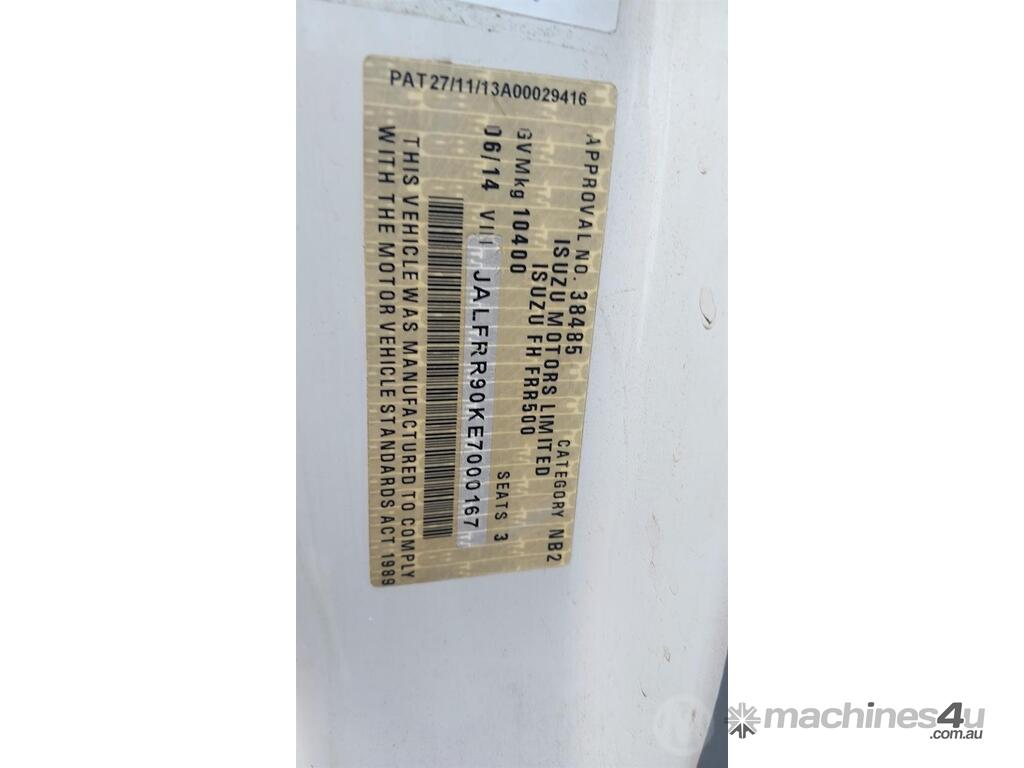 PAT27/11/13A00029416
APPROVAL NO. 38485 CATEGORY NB2
ISUZU MOTORS LIMITED
ISUZU FH FRR500
GVMkg 10400 SEATS 3
06/14 VIN JALFRR90KE7000167
THIS VEHICLE WAS MANUFACTURED TO COMPLY
WITH THE MOTOR VEHICLE STANDARDS ACT 1989
machines4u
.com.au